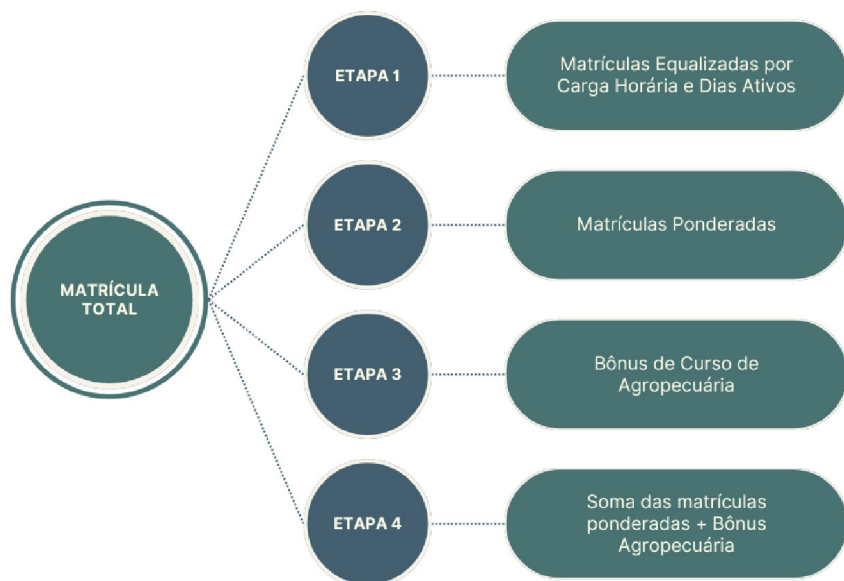 MATRÍCULA
TOTAL
ETAPA 1
Matrículas Equalizadas por
Carga Horária e Dias Ativos
ETAPA 2
Matrículas Ponderadas
ETAPA 3
Bônus de Curso de
Agropecuária
ETAPA 4
Soma das matrículas
ponderadas + Bônus
Agropecuária